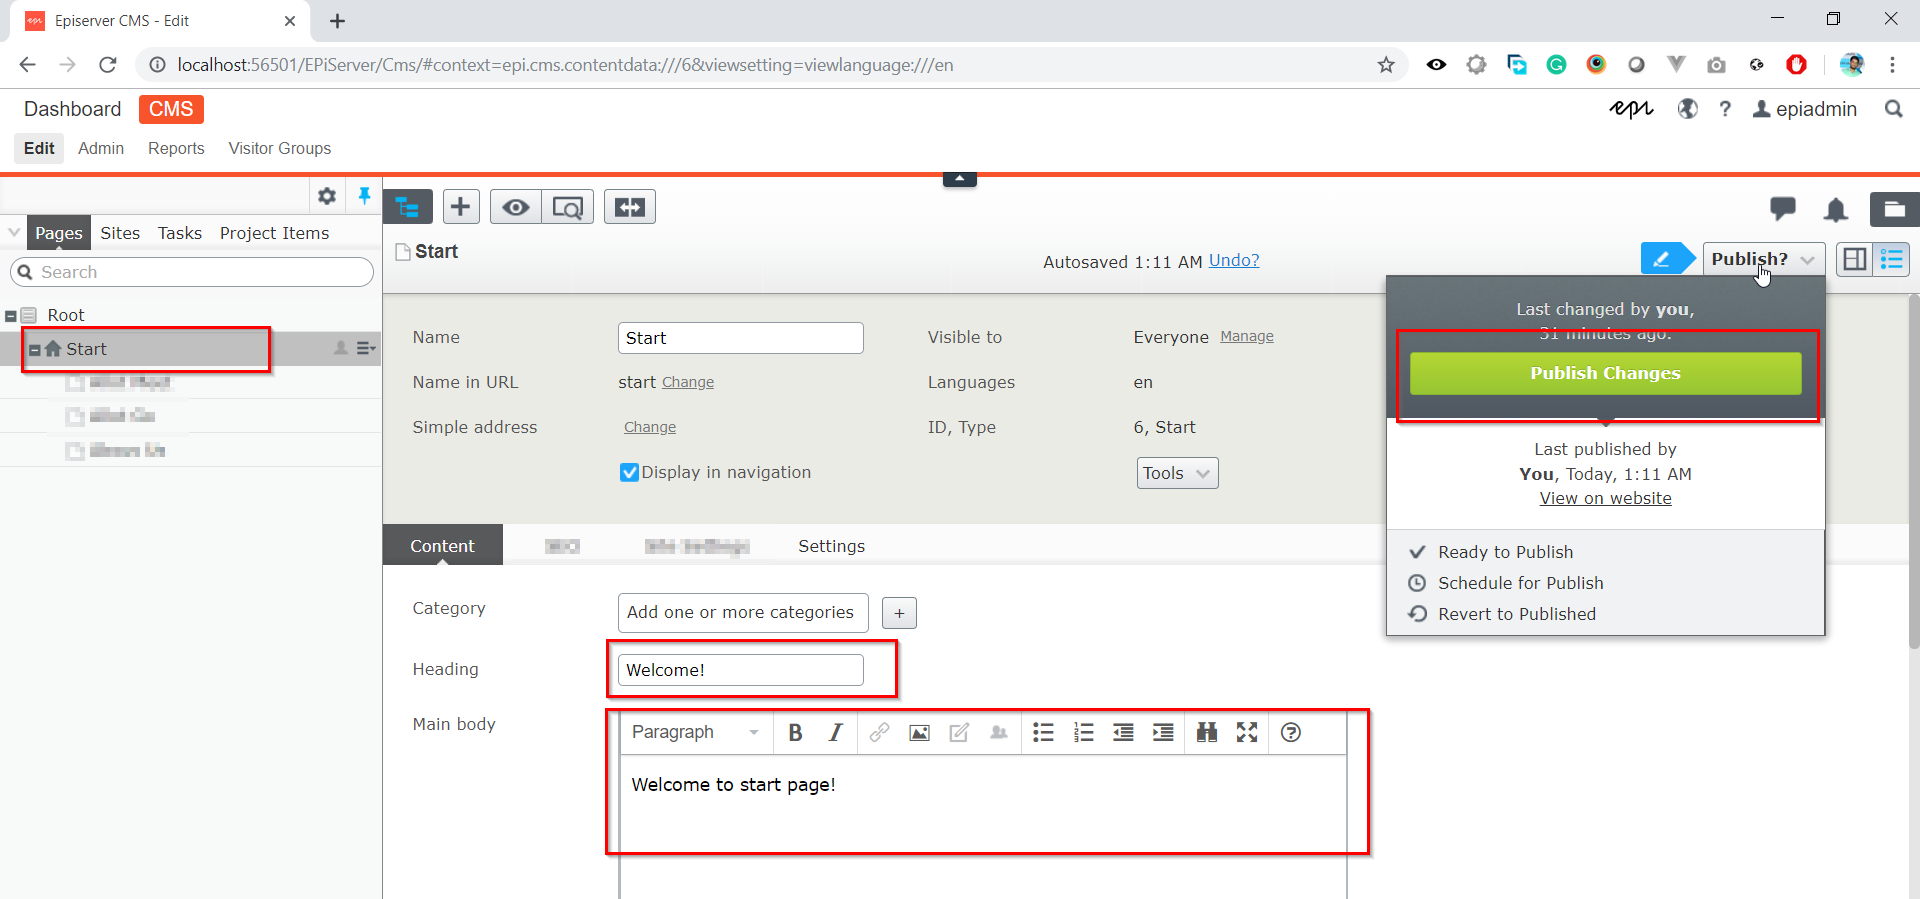 Episerver CMS - Edit
localhost:56501/EPiServer/Cms/#context=epi.cms.contentdata:///6&viewsetting=viewlanguage:///en
Dashboard CMS
epi
? epiadmin
Edit Admin Reports Visitor Groups
Pages Sites Tasks Project Items
Search
Root
Start
Start
Autosaved 1:11 AM Undo?
Publish?
Name Start
Visible to Everyone Manage
Name in URL start Change
Languages en
Simple address Change
ID, Type 6, Start
Display in navigation
Tools
Last changed by you,
31 minutes ago.
Publish Changes
Last published by
You, Today, 1:11 AM
View on website
Ready to Publish
Schedule for Publish
Revert to Published
Content
Settings
Category Add one or more categories +
Heading Welcome!
Main body
Paragraph B I
Welcome to start page!